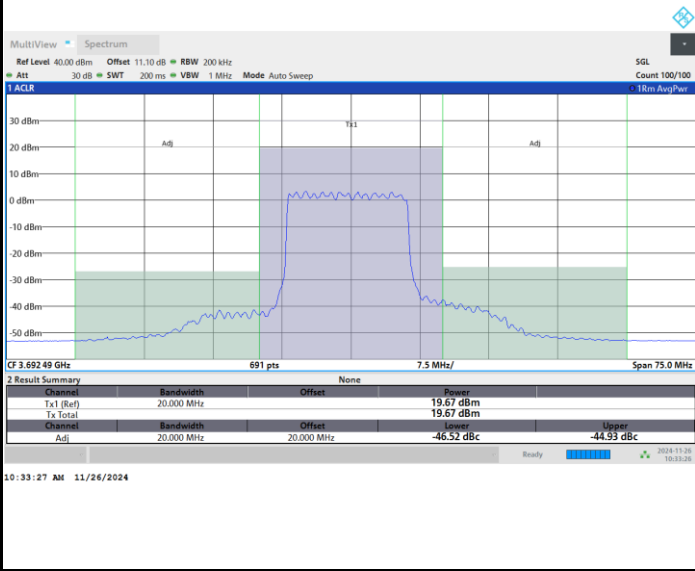 MultiView Spectrum
Ref Level 40.00 dBm Offset 11.10 dB RBW 200 kHz SGL
Att 30 dB SWT 200 ms VBW 1 MHz Mode Auto Sweep Count 100/100
1 ACLR 1Rm AvgPwr
Tx1
30 dBm
Adj Adj
20 dBm
10 dBm
0 dBm
-10 dBm
-20 dBm
-30 dBm
-40 dBm
-50 dBm
CF 3.692 49 GHz 691 pts 7.5 MHz/ Span 75.0 MHz
2 Result Summary None
Channel Bandwidth Offset Power
Tx1 (Ref) 20.000 MHz 19.67 dBm
Tx Total 19.67 dBm
Channel Bandwidth Offset Lower Upper
Adj 20.000 MHz 20.000 MHz -46.52 dBc -44.93 dBc
Ready 2024-11-26
10:33:28
10:33:27 AM 11/26/2024